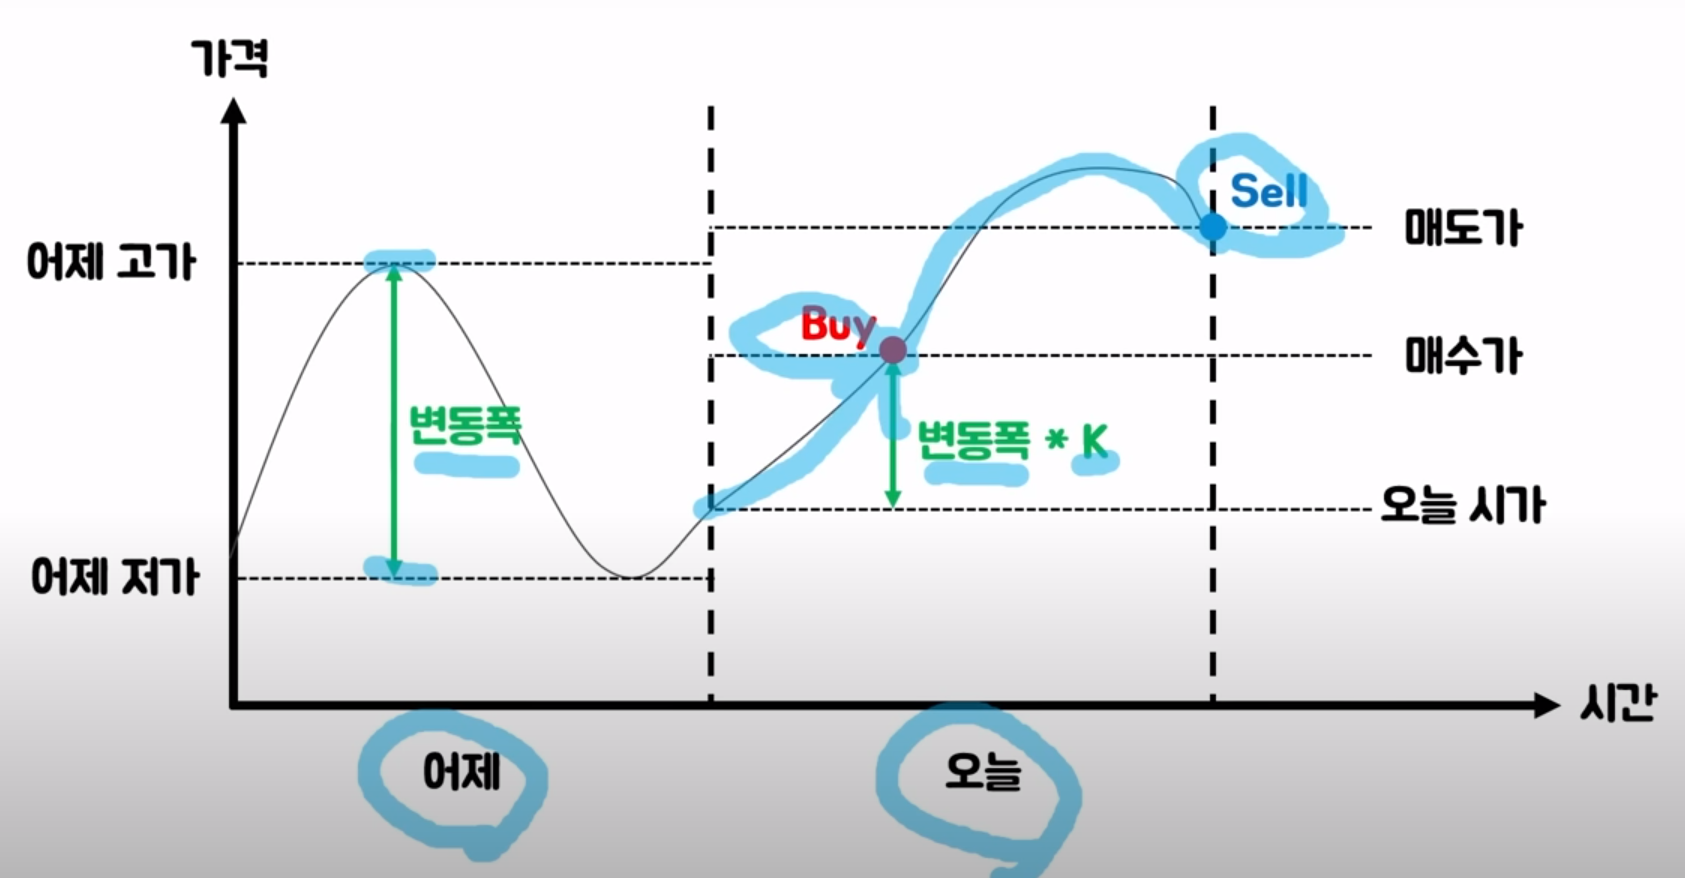 가격
Sell
매도가
어제 고가
Buy
매수가
변동폭
변동폭 * K
오늘 시가
어제 저가
시간
어제
오늘